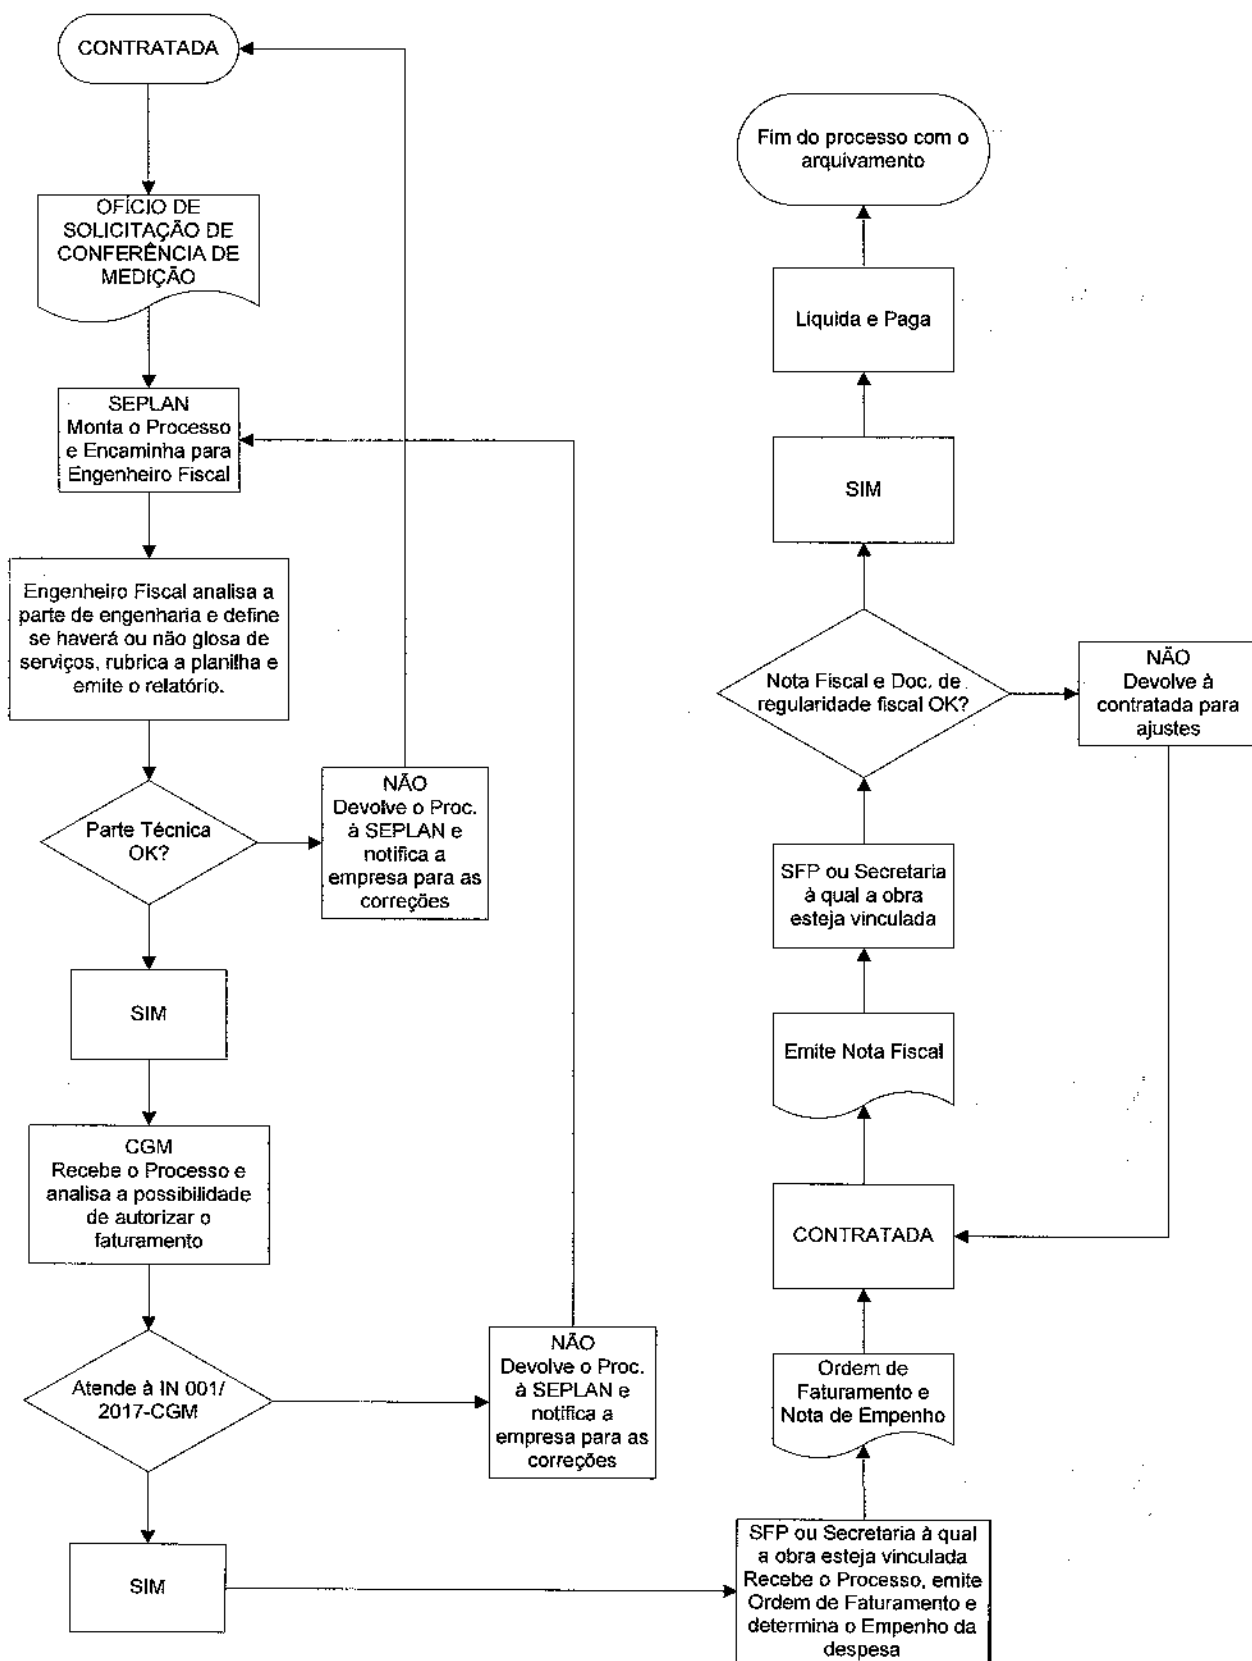 CONTRATADA
OFÍCIO DE
SOLICITAÇÃO DE
CONFERÊNCIA DE
MEDIÇÃO
SEPLAN
Monta o Processo
e Encaminha para
Engenheiro Fiscal
Engenheiro Fiscal analisa a
parte de engenharia e define
se haverá ou não glosa de
serviços, rubrica a planilha e
emite o relatório.
Parte Técnica
OK?
NÃO
Devolve o Proc.
à SEPLAN e
notifica a
empresa para as
correções
SIM
CGM
Recebe o Processo e
analisa a possibilidade
de autorizar o
faturamento
Atende à IN 001/
2017-CGM
NÃO
Devolve o Proc.
à SEPLAN e
notifica a
empresa para as
correções
SIM
SFP ou Secretaria à qual
a obra esteja vinculada
Recebe o Processo, emite
Ordem de Faturamento e
determina o Empenho da
despesa
Ordem de
Faturamento e
Nota de Empenho
CONTRATADA
Emite Nota Fiscal
SFP ou Secretaria
à qual a obra
esteja vinculada
Nota Fiscal e Doc. de
regularidade fiscal OK?
NÃO
Devolve à
contratada para
ajustes
SIM
Liquida e Paga
Fim do processo com o
arquivamento